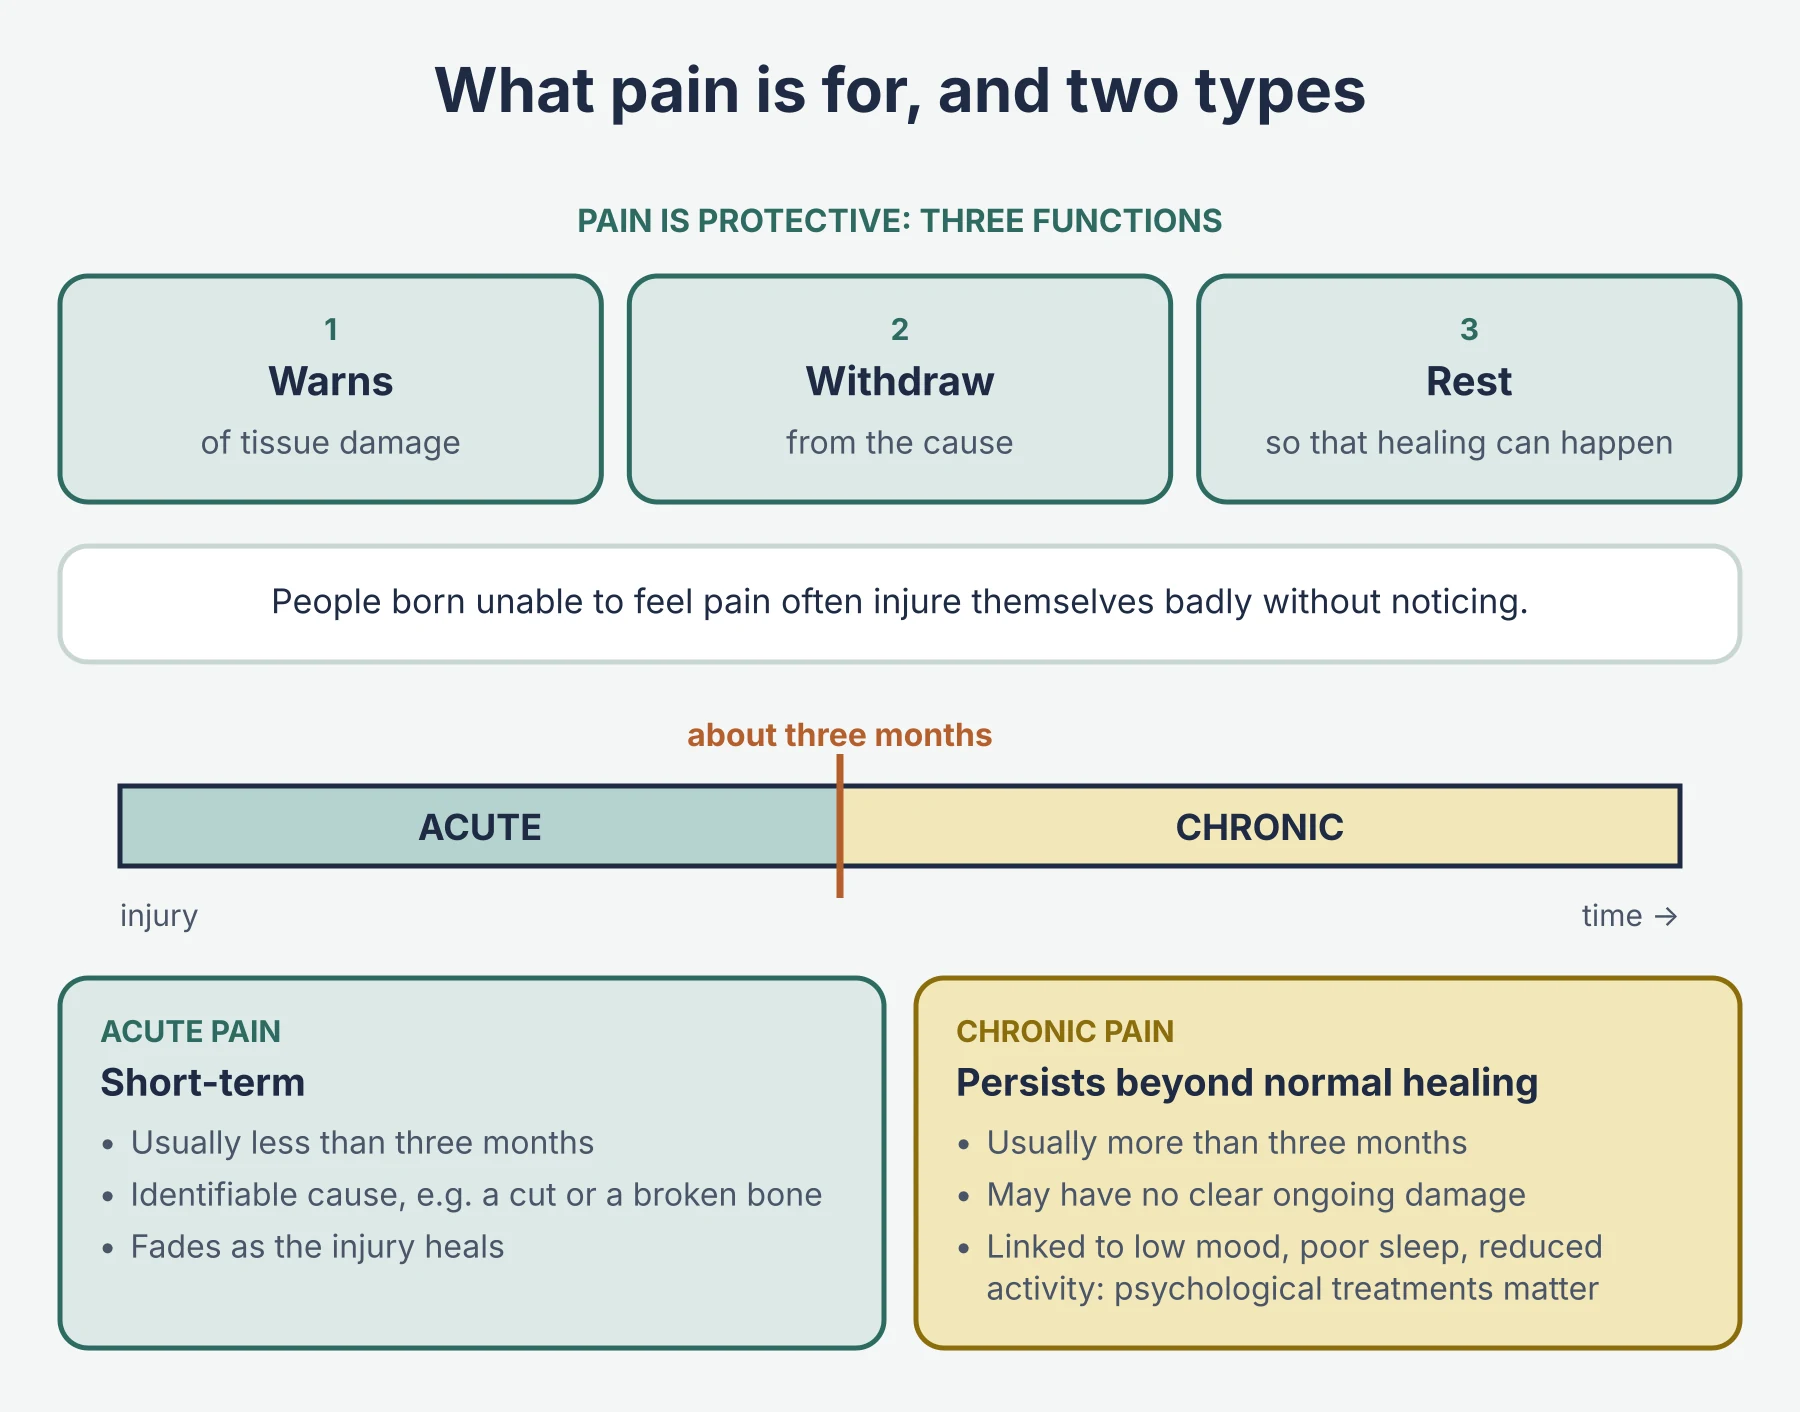 What pain is for, and two types
PAIN IS PROTECTIVE: THREE FUNCTIONS
1
Warns
of tissue damage
2
Withdraw
from the cause
3
Rest
so that healing can happen
People born unable to feel pain often injure themselves badly without noticing.
about three months
ACUTE
CHRONIC
injury
time →
ACUTE PAIN
Short-term
• Usually less than three months
• Identifiable cause, e.g. a cut or a broken bone
• Fades as the injury heals
CHRONIC PAIN
Persists beyond normal healing
• Usually more than three months
• May have no clear ongoing damage
• Linked to low mood, poor sleep, reduced
activity: psychological treatments matter